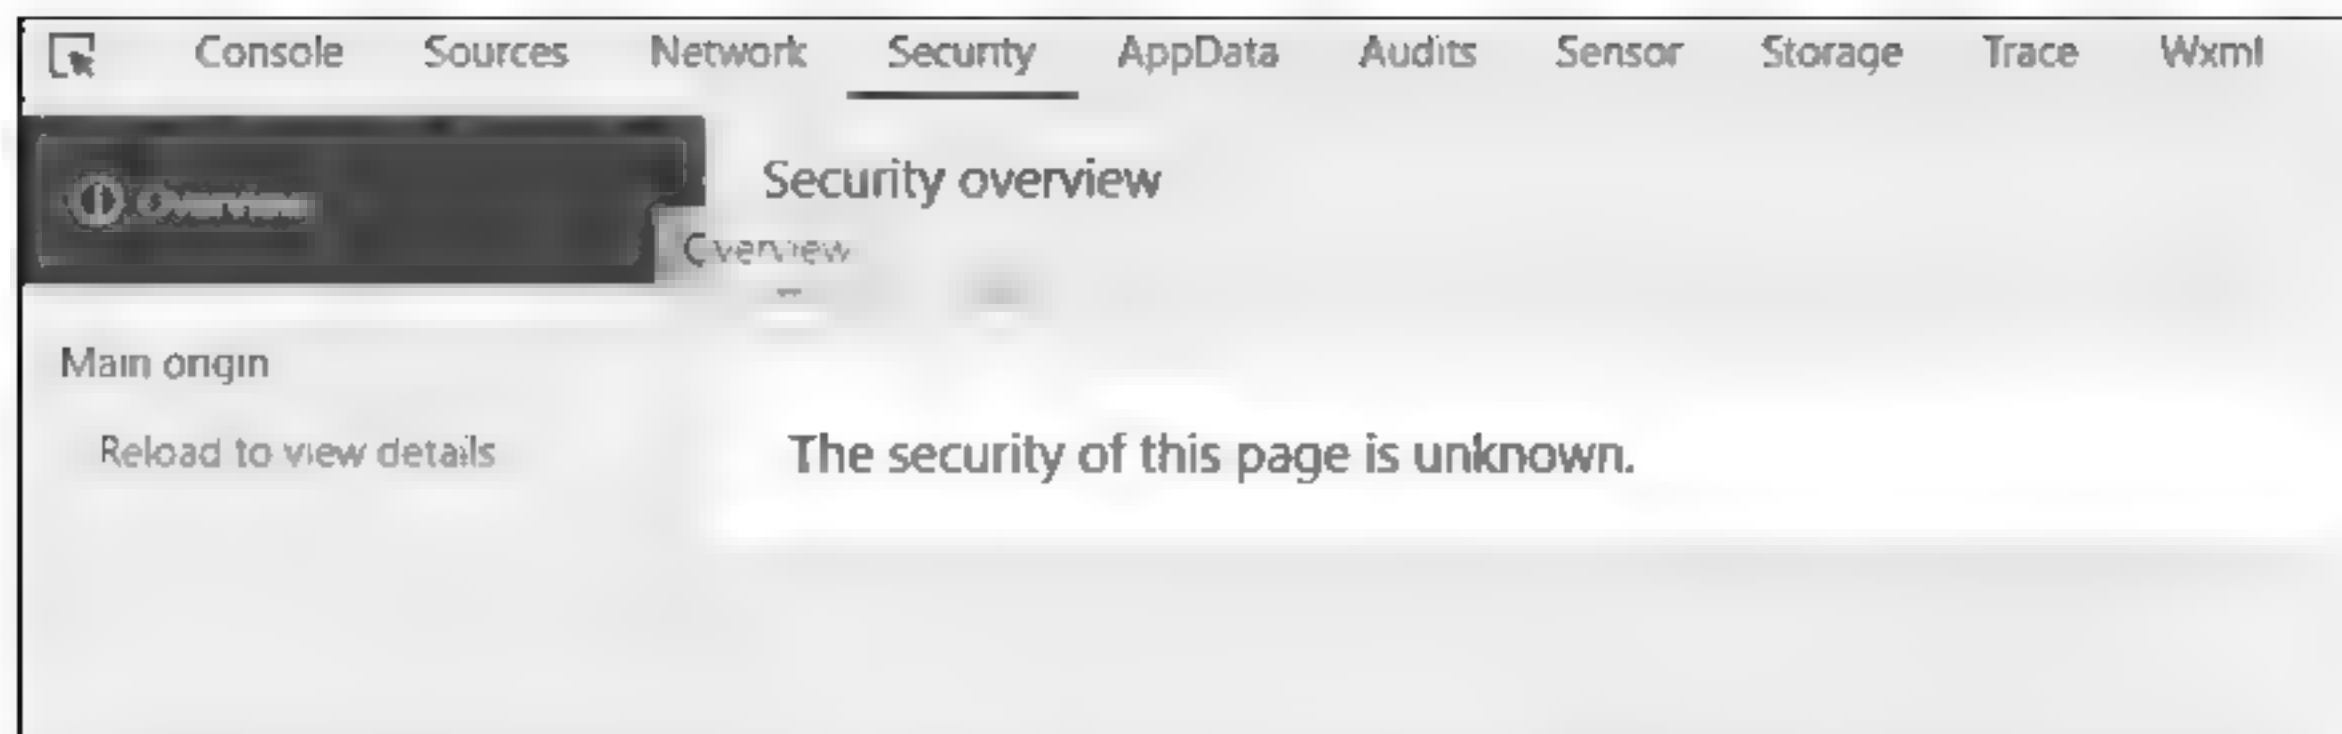 Console Sources Network Security AppData Audits Sensor Storage Trace Wxml
Overview
Security overview
Overview
Main origin
Reload to view details
The security of this page is unknown.